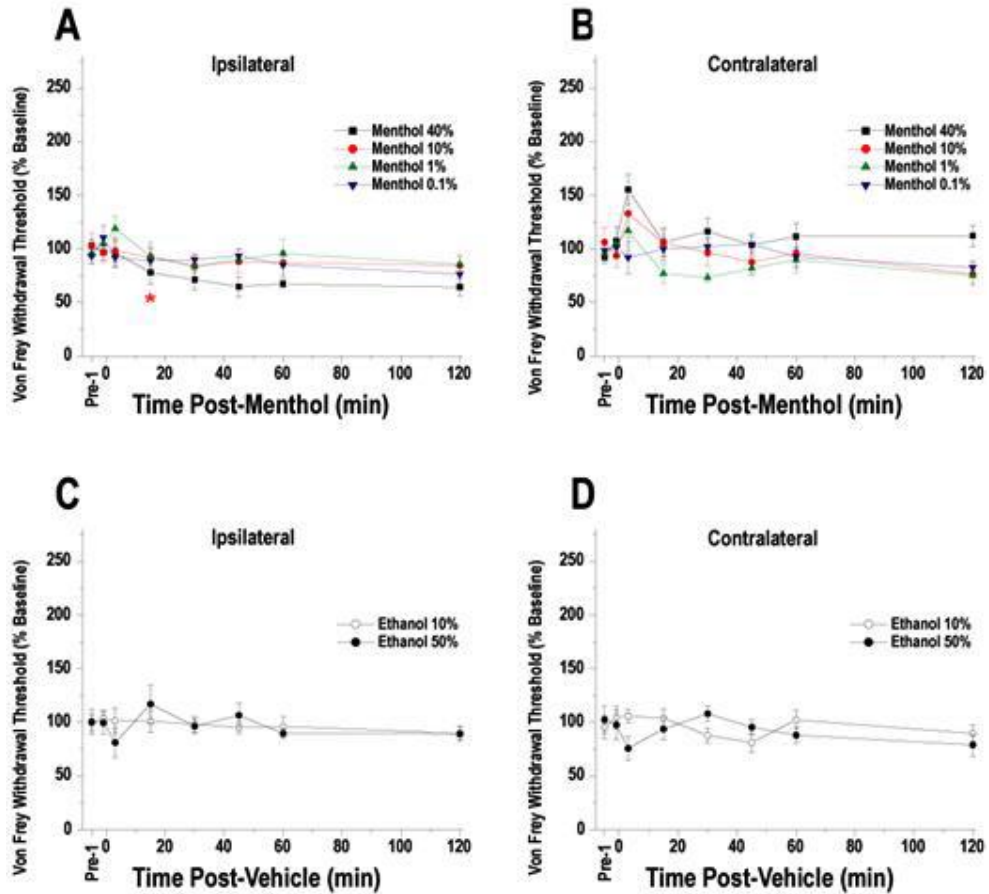 A
Ipsilateral
Von Frey Withdrawal Threshold (% Baseline)
250
200
150
100
50
0
Menthol 40%
Menthol 10%
Menthol 1%
Menthol 0.1%
*
Pre-1
0 20 40 60 80 100 120
Time Post-Menthol (min)
B
Contralateral
Von Frey Withdrawal Threshold (% Baseline)
250
200
150
100
50
0
Menthol 40%
Menthol 10%
Menthol 1%
Menthol 0.1%
Pre-1
0 20 40 60 80 100 120
Time Post-Menthol (min)
C
Ipsilateral
Von Frey Withdrawal Threshold (% Baseline)
250
200
150
100
50
0
Ethanol 10%
Ethanol 50%
Pre-1
0 20 40 60 80 100 120
Time Post-Vehicle (min)
D
Contralateral
Von Frey Withdrawal Threshold (% Baseline)
250
200
150
100
50
0
Ethanol 10%
Ethanol 50%
Pre-1
0 20 40 60 80 100 120
Time Post-Vehicle (min)